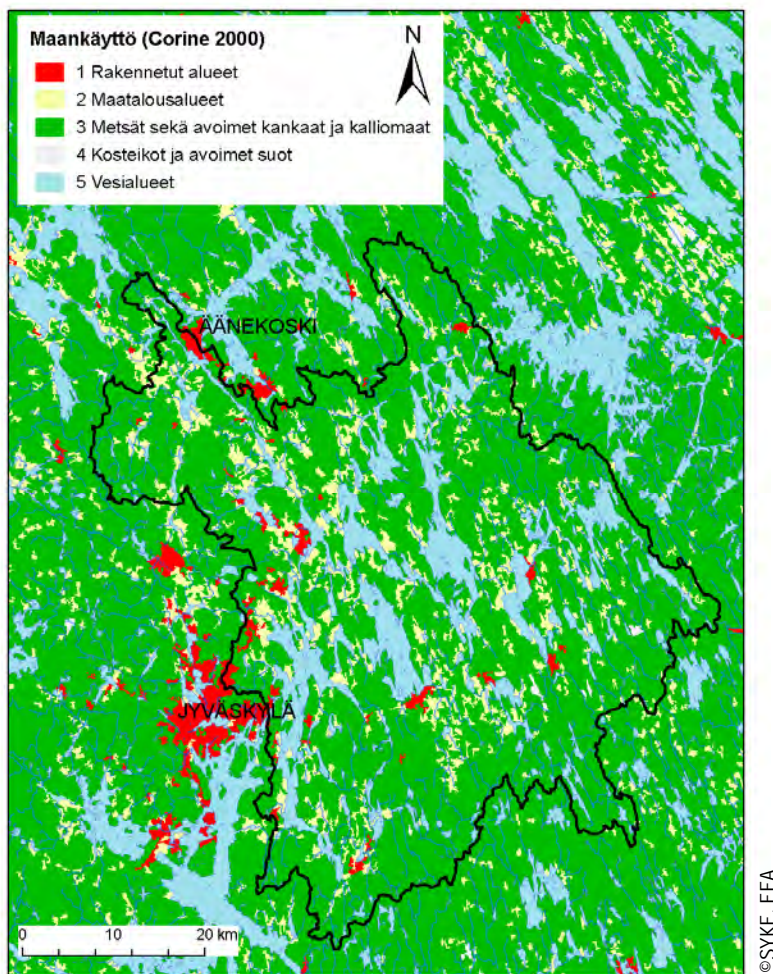 Maankäyttö (Corine 2000)
N
1 Rakennetut alueet
2 Maatalousalueet
3 Metsät sekä avoimet kankaat ja kalliomaat
4 Kosteikot ja avoimet suot
5 Vesialueet
ÄÄNEKOSKI
JYVÄSKYLÄ
0 10 20 km
©SYKE, EEA